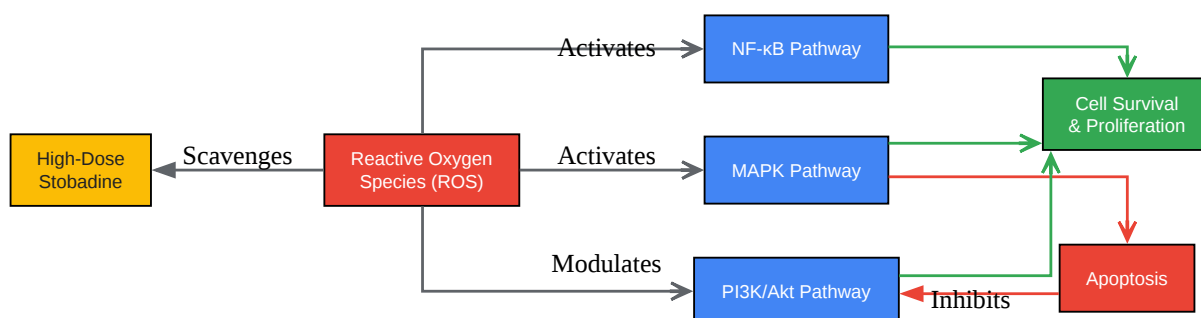 Activates
NF-κB Pathway
Cell Survival
& Proliferation
High-Dose
Stobadine
Scavenges
Reactive Oxygen
Species (ROS)
Activates
MAPK Pathway
Modulates
PI3K/Akt Pathway
Inhibits
Apoptosis